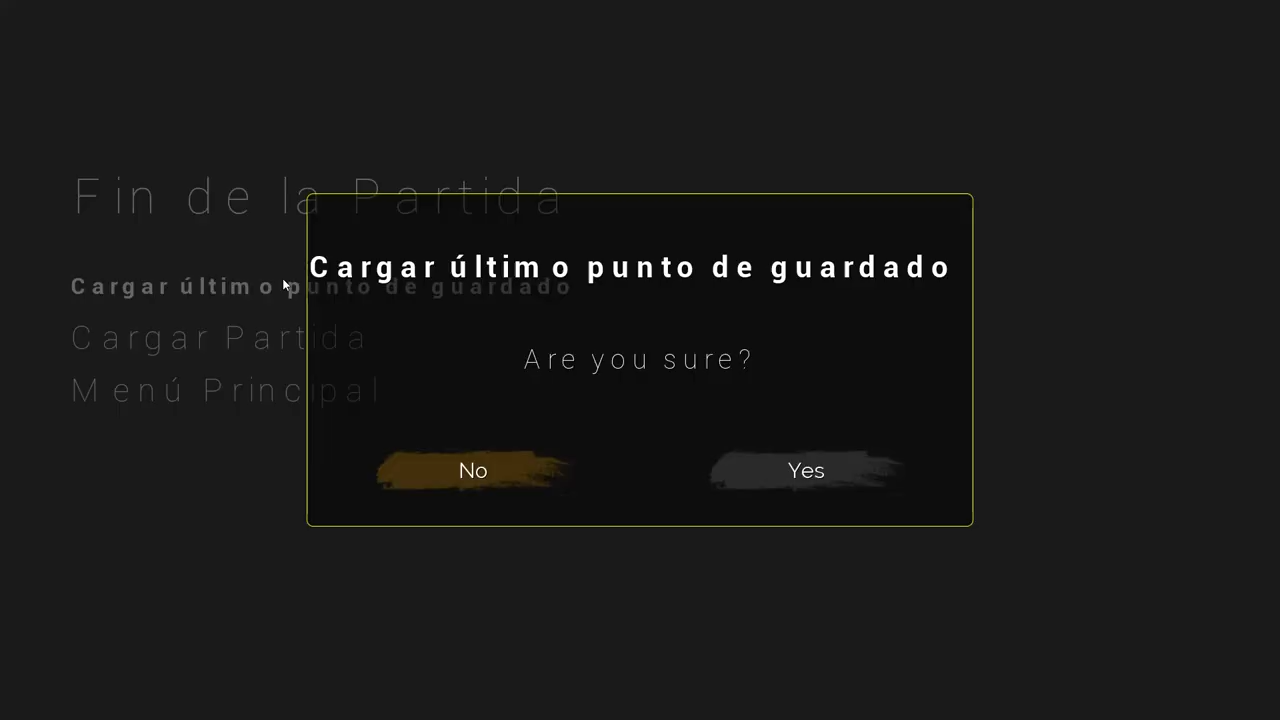 Fin de la Partida
Cargar último punto de guardado
Cargar Partida
Menú Principal
Cargar último punto de guardado
Are you sure?
No
Yes